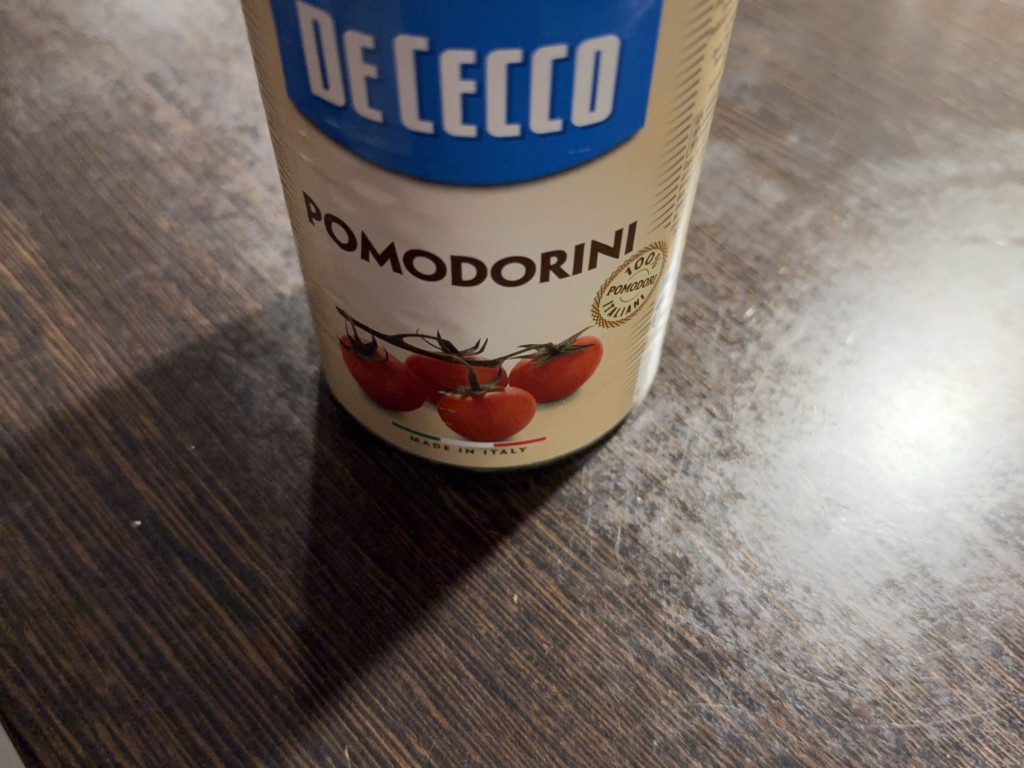 DE CECCO
POMODORINI
100%
POMODORI
ITALIANI
MADE IN ITALY